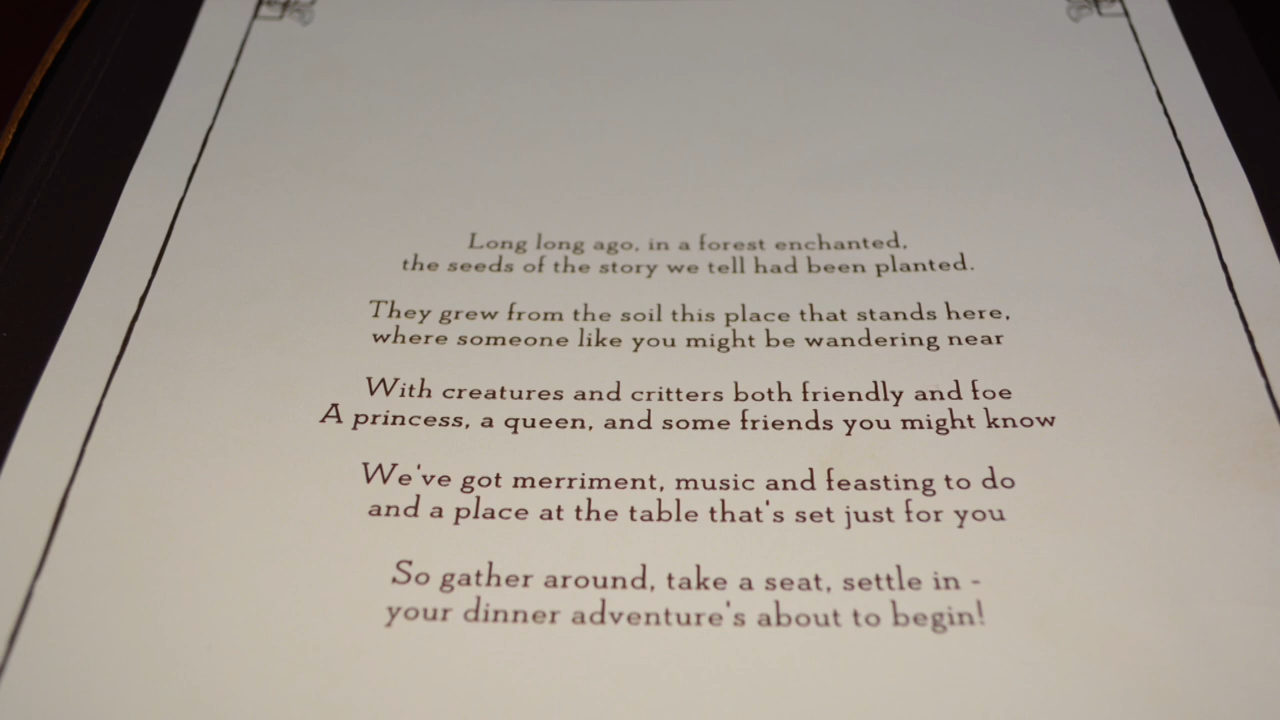 Long long ago, in a forest enchanted,
the seeds of the story we tell had been planted.
They grew from the soil this place that stands here,
where someone like you might be wandering near
With creatures and critters both friendly and foe
A princess, a queen, and some friends you might know
We've got merriment, music and feasting to do
and a place at the table that's set just for you
So gather around, take a seat, settle in -
your dinner adventure's about to begin!